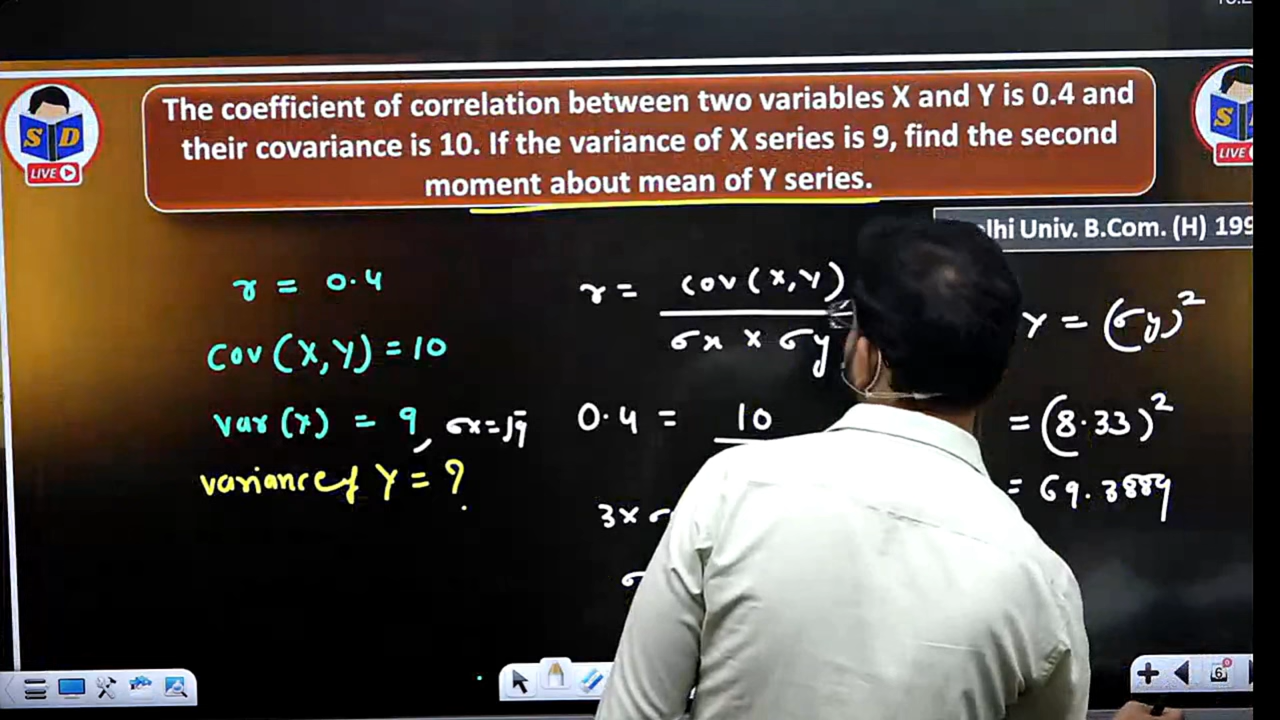 The coefficient of correlation between two variables X and Y is 0.4 and
their covariance is 10. If the variance of X series is 9, find the second
moment about mean of Y series.
SD
LIVE
LIVE
lhi Univ. B.Com. (H) 199
r = 0.4
Cov (X,Y) = 10
var (x) = 9, σx=√9
variance of Y = ?
r = cov (X,Y)
σx × σy
0.4 = 10
3×
Y = (σy)²
= (8.33)²
= 69.3889
6